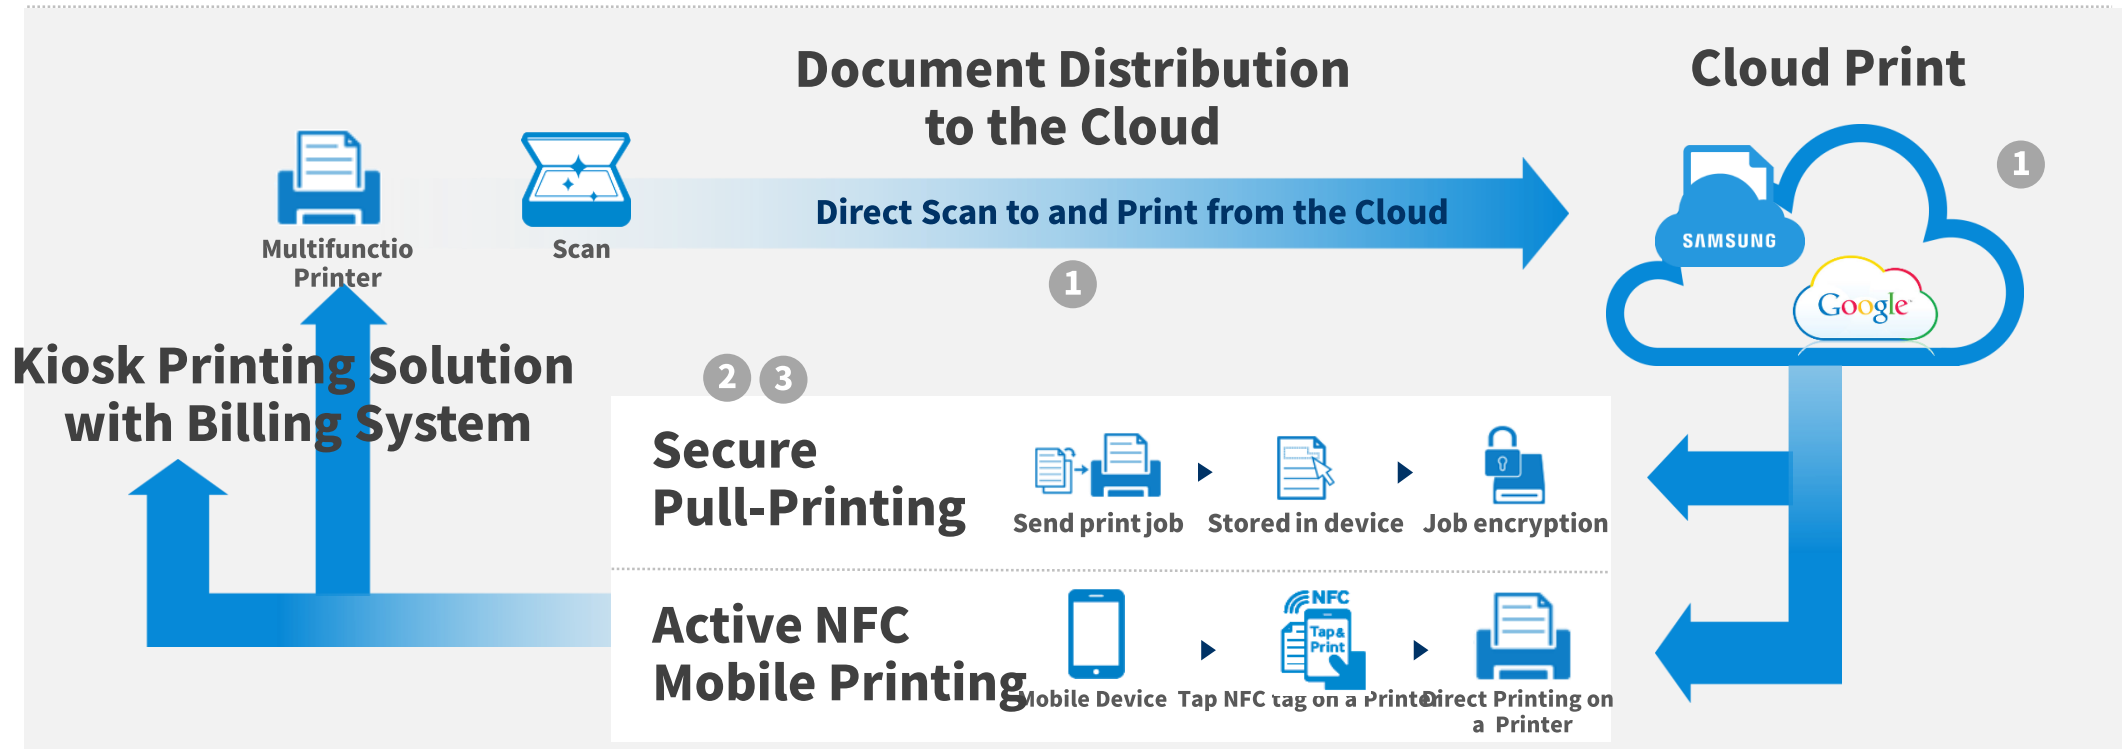 Document Distribution
to the Cloud
Cloud Print
1
Direct Scan to and Print from the Cloud
SAMSUNG
Google
Multifunctio
Printer
Scan
1
Kiosk Printing Solution
with Billing System
2 3
Secure
Pull-Printing
Send print job
Stored in device
Job encryption
Active NFC
Mobile Printing
NFC
Tap &
Print
Mobile Device
Tap NFC tag on a Printer
Direct Printing on
a Printer